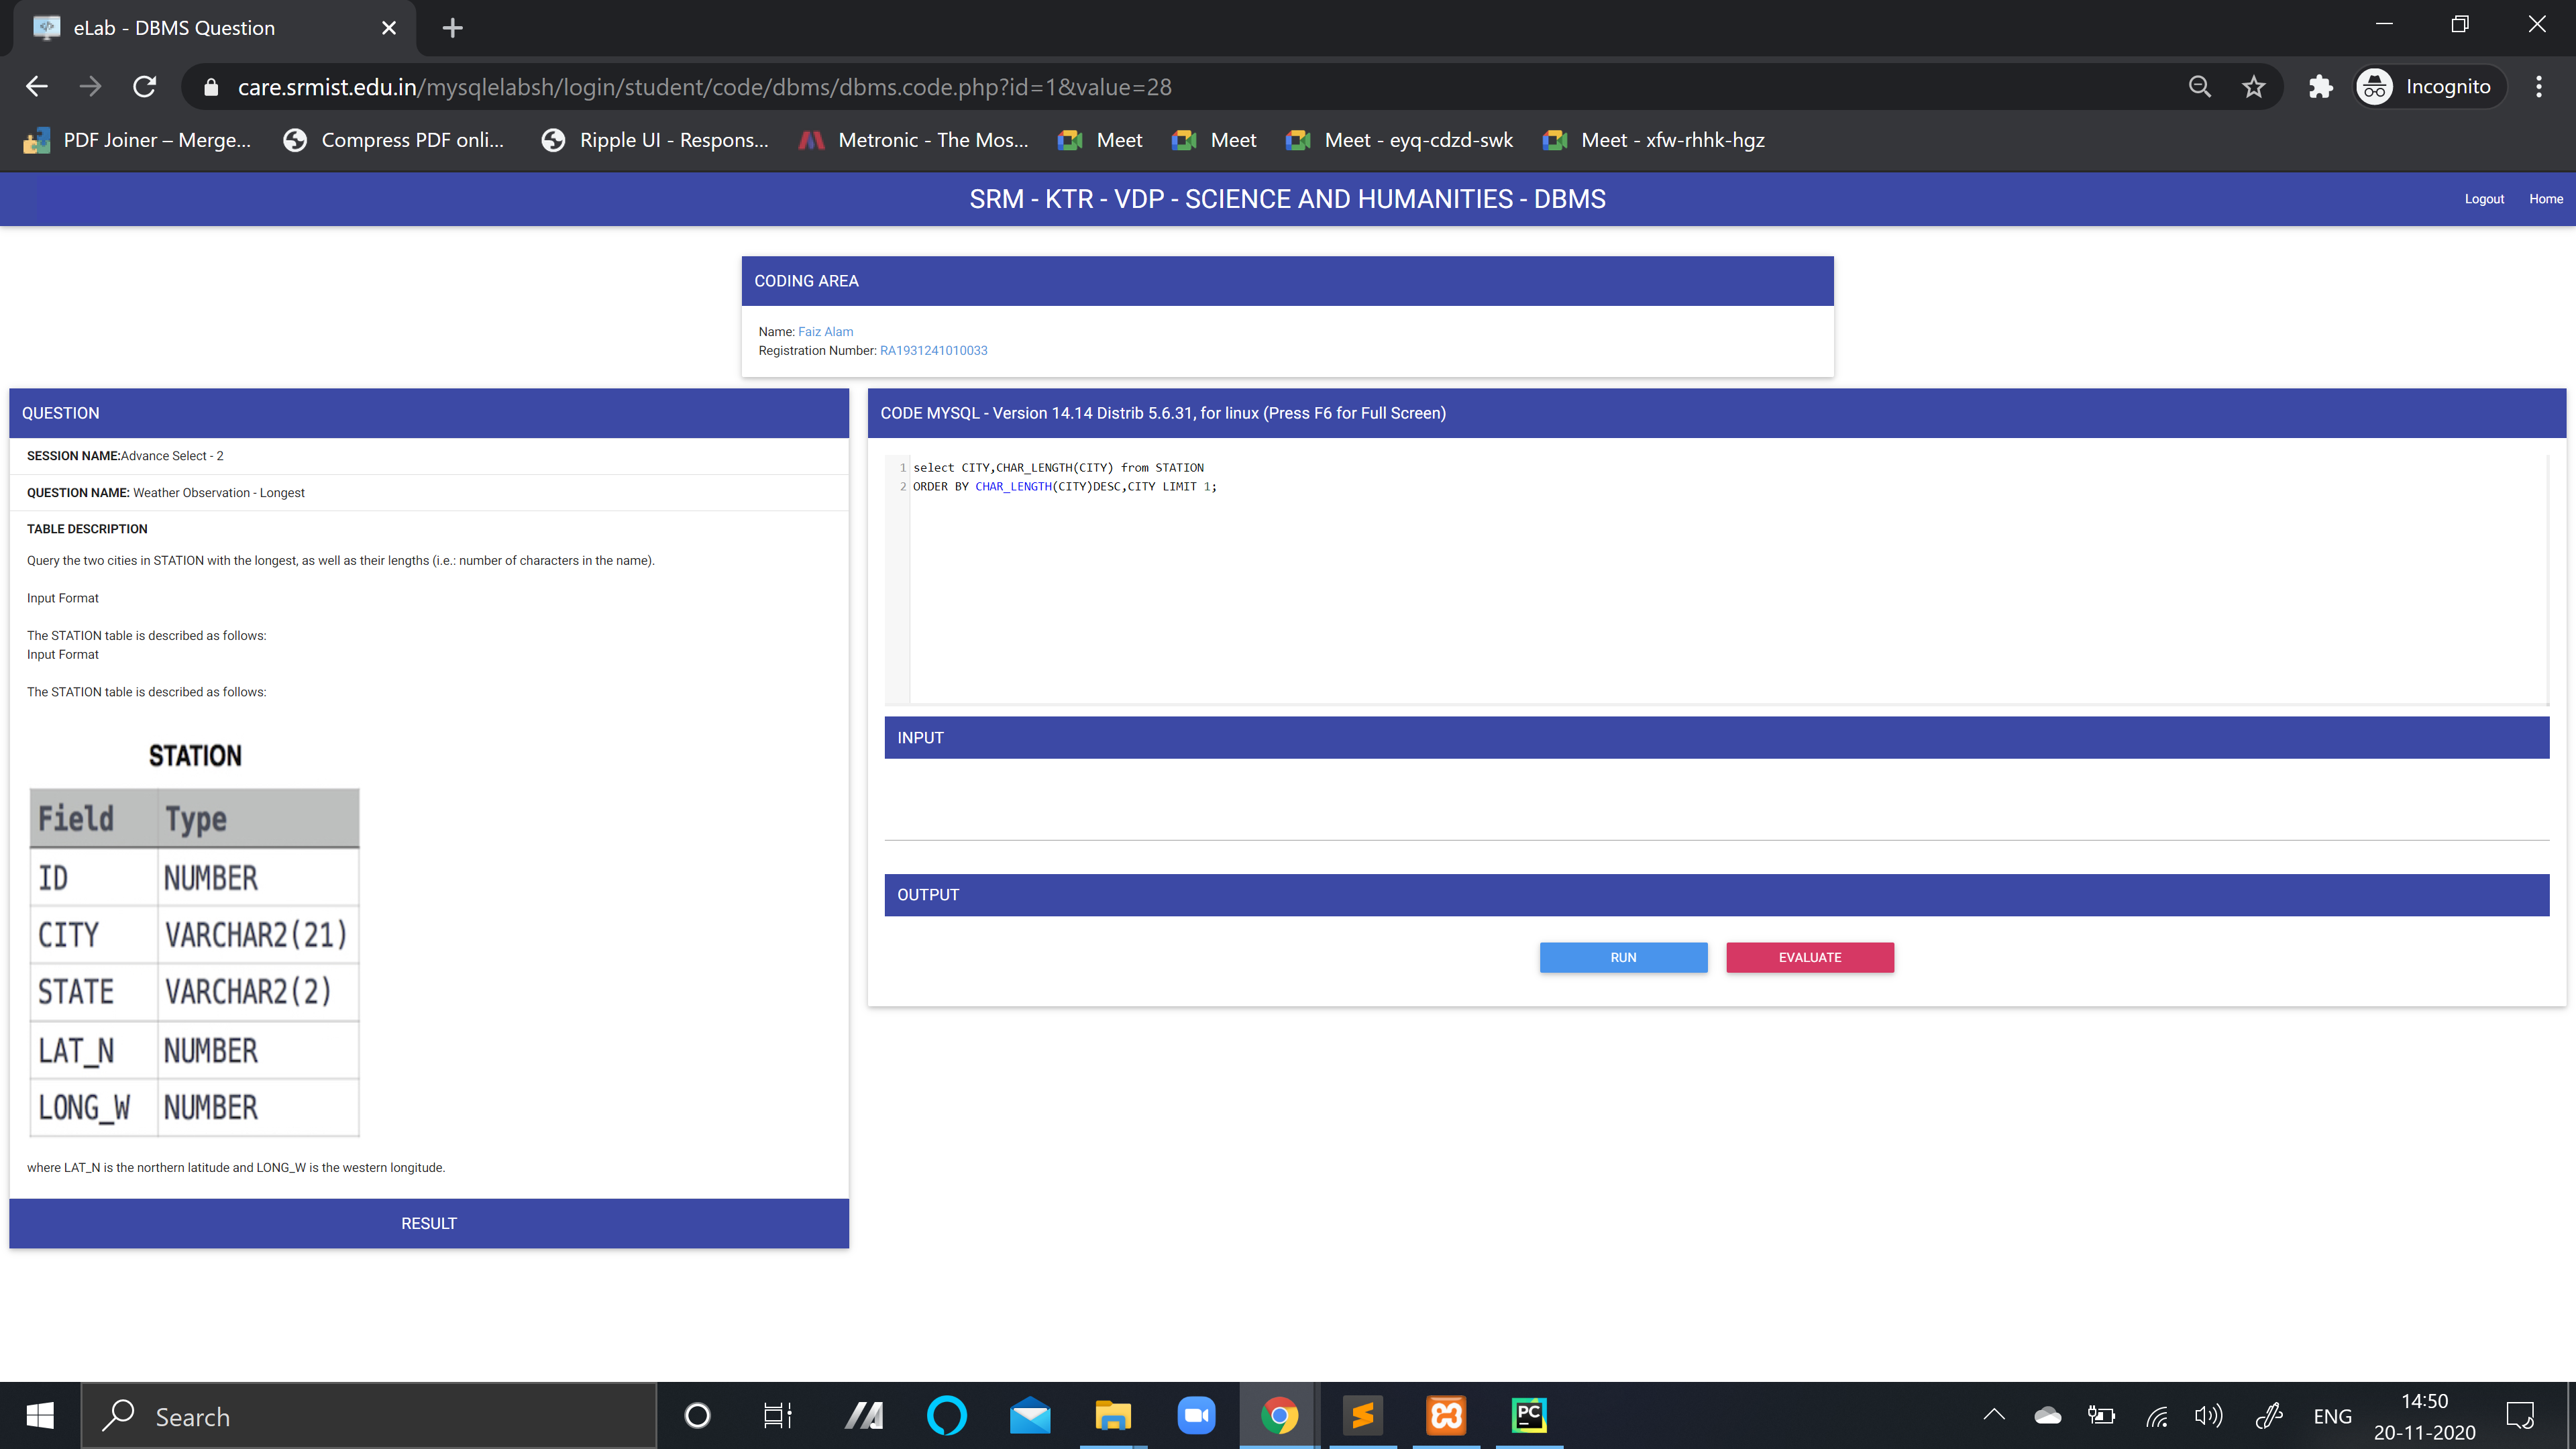 eLab - DBMS Question
care.srmist.edu.in/mysqlelabsh/login/student/code/dbms/dbms.code.php?id=1&value=28
Incognito
PDF Joiner – Merge...
Compress PDF onli...
Ripple UI - Respons...
Metronic - The Mos...
Meet
Meet
Meet - eyq-cdzd-swk
Meet - xfw-rhhk-hgz
SRM - KTR - VDP - SCIENCE AND HUMANITIES - DBMS
Logout
Home
CODING AREA
Name: Faiz Alam
Registration Number: RA1931241010033
QUESTION
SESSION NAME:Advance Select - 2
QUESTION NAME: Weather Observation - Longest
TABLE DESCRIPTION
Query the two cities in STATION with the longest, as well as their lengths (i.e.: number of characters in the name).
Input Format
The STATION table is described as follows:
Input Format
The STATION table is described as follows:
STATION
Field Type
ID NUMBER
CITY VARCHAR2(21)
STATE VARCHAR2(2)
LAT_N NUMBER
LONG_W NUMBER
where LAT_N is the northern latitude and LONG_W is the western longitude.
RESULT
CODE MYSQL - Version 14.14 Distrib 5.6.31, for linux (Press F6 for Full Screen)
1 select CITY,CHAR_LENGTH(CITY) from STATION
2 ORDER BY CHAR_LENGTH(CITY)DESC,CITY LIMIT 1;
INPUT
OUTPUT
RUN
EVALUATE
Search
PC
ENG
14:50
20-11-2020